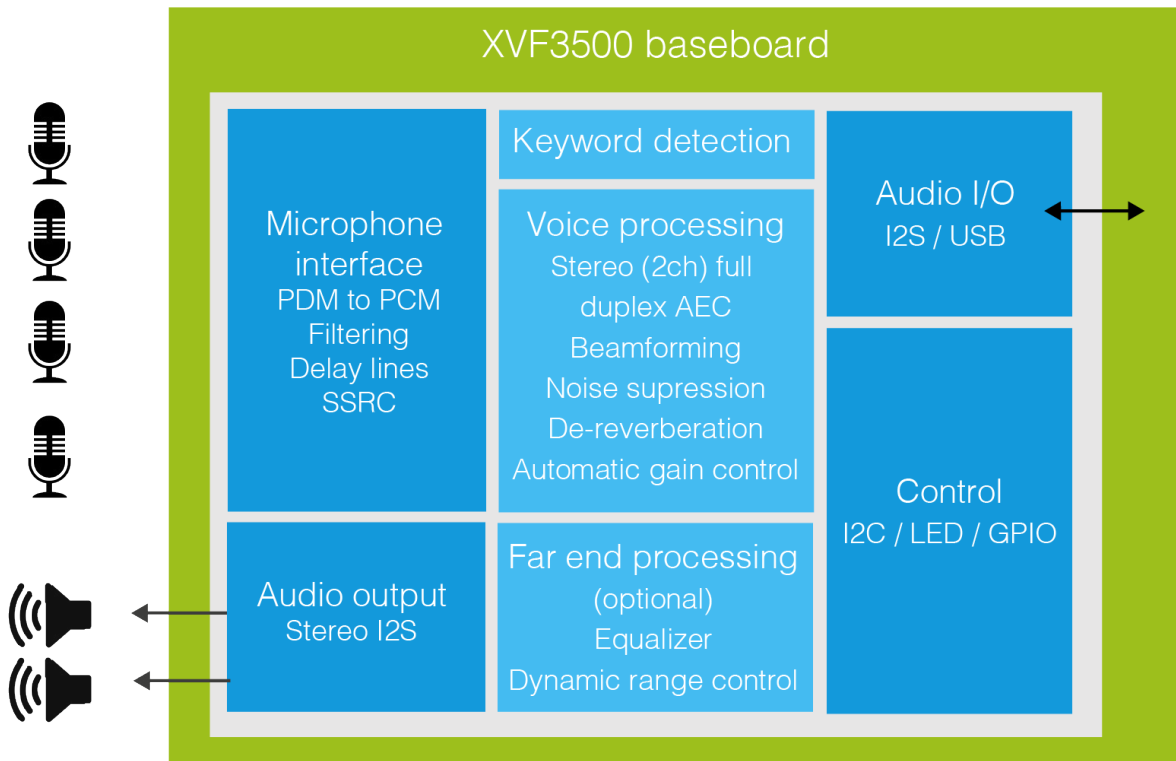 XVF3500 baseboard
Microphone
interface
PDM to PCM
Filtering
Delay lines
SSRC
Audio output
Stereo I2S
Keyword detection
Voice processing
Stereo (2ch) full
duplex AEC
Beamforming
Noise supression
De-reverberation
Automatic gain control
Far end processing
(optional)
Equalizer
Dynamic range control
Audio I/O
I2S / USB
Control
I2C / LED / GPIO